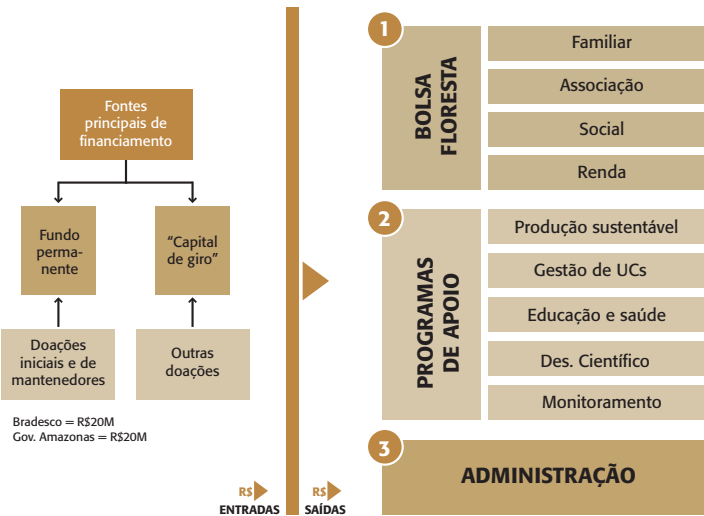 Fontes
principais de
financiamento
Fundo
perma-
nente
“Capital
de giro”
Doações
iniciais e de
mantenedores
Outras
doações
Bradesco = R$20M
Gov. Amazonas = R$20M
R$
ENTRADAS
R$
SAÍDAS
1
BOLSA
FLORESTA
Familiar
Associação
Social
Renda
2
PROGRAMAS
DE APOIO
Produção sustentável
Gestão de UCs
Educação e saúde
Des. Científico
Monitoramento
3
ADMINISTRAÇÃO